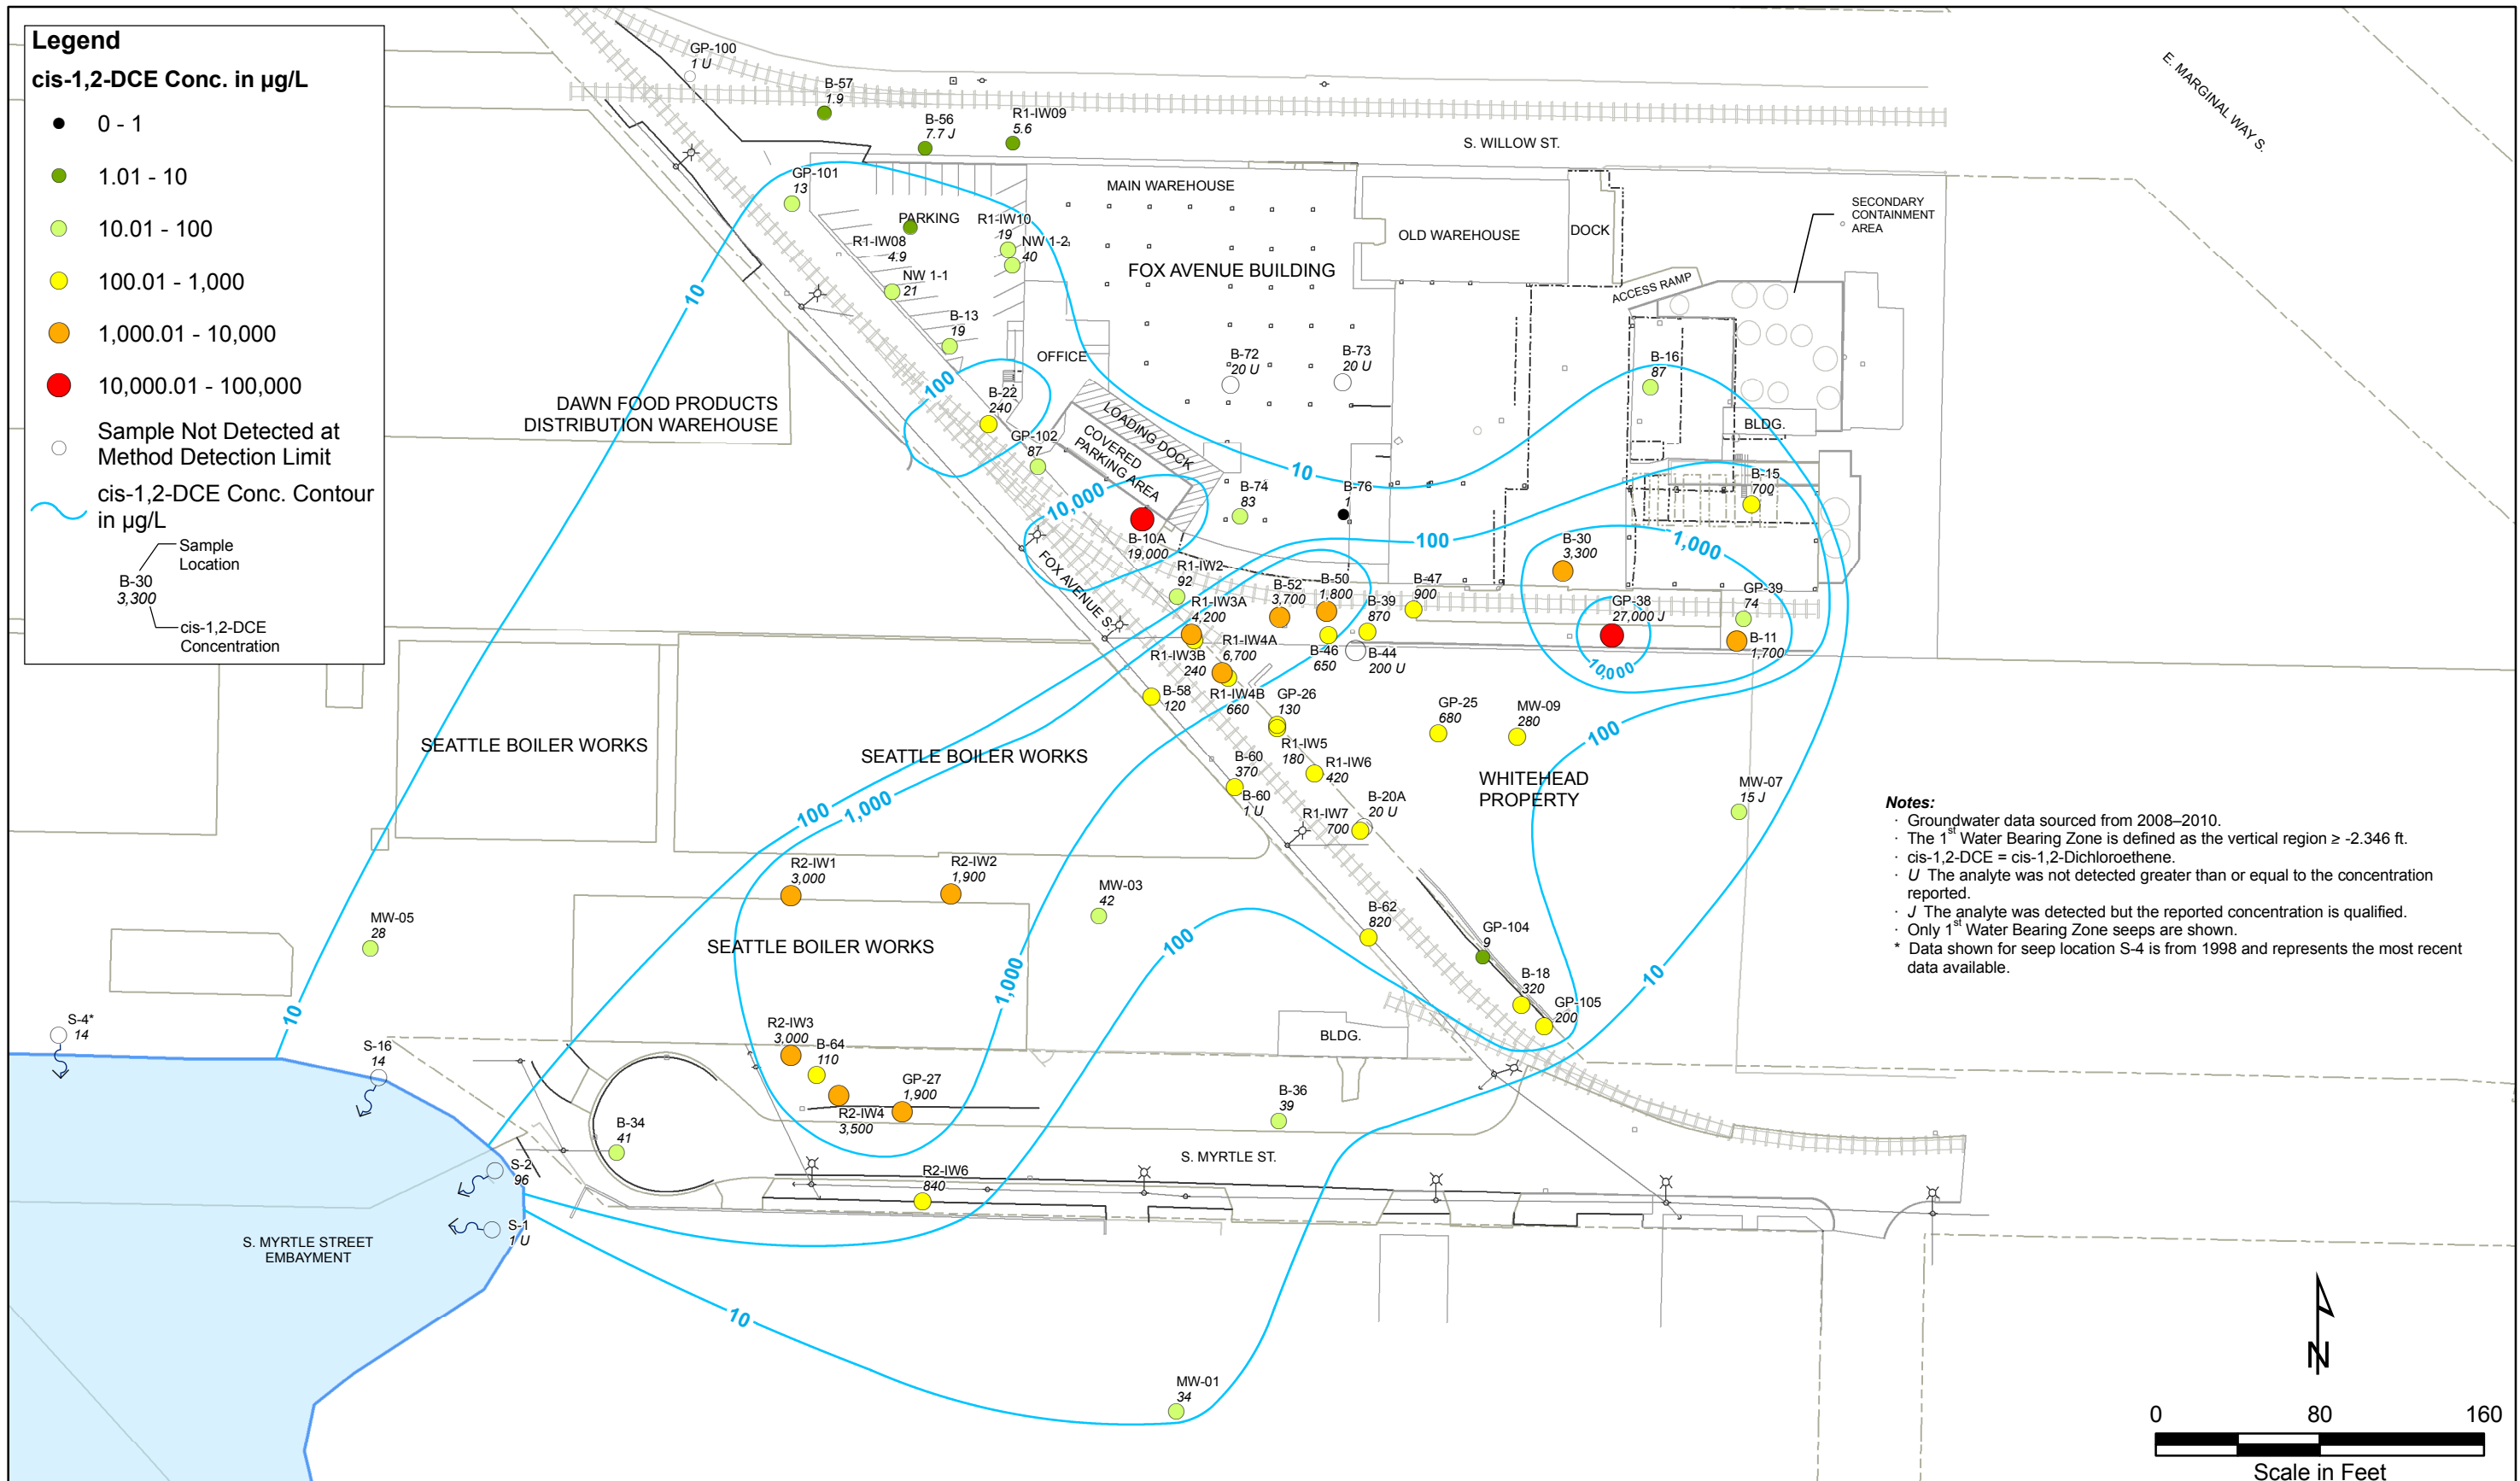 Legend
cis-1,2-DCE Conc. in µg/L
0 - 1
1.01 - 10
10.01 - 100
100.01 - 1,000
1,000.01 - 10,000
10,000.01 - 100,000
Sample Not Detected at
Method Detection Limit
cis-1,2-DCE Conc. Contour
in µg/L
Sample
Location
B-30
3,300
cis-1,2-DCE
Concentration
GP-100
1 U
B-57
1.9
B-56
7.7 J
R1-IW09
5.6
S. WILLOW ST.
E. MARGINAL WAY S.
GP-101
13
PARKING
R1-IW10
19
NW 1-2
40
R1-IW08
4.9
NW 1-1
21
B-13
19
MAIN WAREHOUSE
FOX AVENUE BUILDING
OLD WAREHOUSE
DOCK
SECONDARY
CONTAINMENT
AREA
ACCESS RAMP
10
OFFICE
B-72
20 U
B-73
20 U
B-16
87
BLDG.
100
B-22
240
DAWN FOOD PRODUCTS
DISTRIBUTION WAREHOUSE
LOADING DOCK
COVERED
PARKING AREA
GP-102
87
10
B-74
83
B-76
1
B-15
700
10,000
B-10A
19,000
100
1,000
B-30
3,300
FOX AVENUE S.
R1-IW2
92
B-52
3,700
B-50
1,800
B-47
900
B-39
870
R1-IW3A
4,200
GP-38
27,000 J
GP-39
74
B-11
1,700
10,000
R1-IW4A
6,700
R1-IW3B
240
B-46
650
B-44
200 U
B-58
120
R1-IW4B
660
GP-26
130
GP-25
680
MW-09
280
100
SEATTLE BOILER WORKS
SEATTLE BOILER WORKS
R1-IW5
180
R1-IW6
420
B-60
370
B-60
1 U
WHITEHEAD
PROPERTY
MW-07
15 J
100
1,000
R1-IW7
700
B-20A
20 U
Notes:
· Groundwater data sourced from 2008–2010.
· The 1st Water Bearing Zone is defined as the vertical region ≥ -2.346 ft.
· cis-1,2-DCE = cis-1,2-Dichloroethene.
· U The analyte was not detected greater than or equal to the concentration
reported.
· J The analyte was detected but the reported concentration is qualified.
· Only 1st Water Bearing Zone seeps are shown.
* Data shown for seep location S-4 is from 1998 and represents the most recent
data available.
R2-IW1
3,000
R2-IW2
1,900
MW-03
42
MW-05
28
SEATTLE BOILER WORKS
100
B-62
820
GP-104
9
1,000
10
B-18
320
GP-105
200
10
S-4*
14
S-16
14
R2-IW3
3,000
B-64
110
GP-27
1,900
R2-IW4
3,500
BLDG.
B-36
39
B-34
41
S. MYRTLE ST.
S-2
96
R2-IW6
840
S-1
1 U
S. MYRTLE STREET
EMBAYMENT
10
MW-01
34
N
0 80 160
Scale in Feet